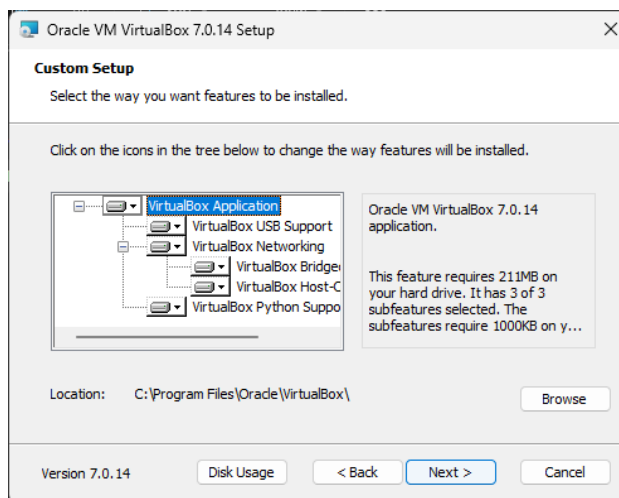 Oracle VM VirtualBox 7.0.14 Setup
Custom Setup
Select the way you want features to be installed.
Click on the icons in the tree below to change the way features will be installed.
VirtualBox Application
VirtualBox USB Support
VirtualBox Networking
VirtualBox Bridge
VirtualBox Host-C
VirtualBox Python Suppo
Oracle VM VirtualBox 7.0.14
application.
This feature requires 211MB on
your hard drive. It has 3 of 3
subfeatures selected. The
subfeatures require 1000KB on y...
Location: C:\Program Files\Oracle\VirtualBox\
Browse
Version 7.0.14
Disk Usage
< Back
Next >
Cancel